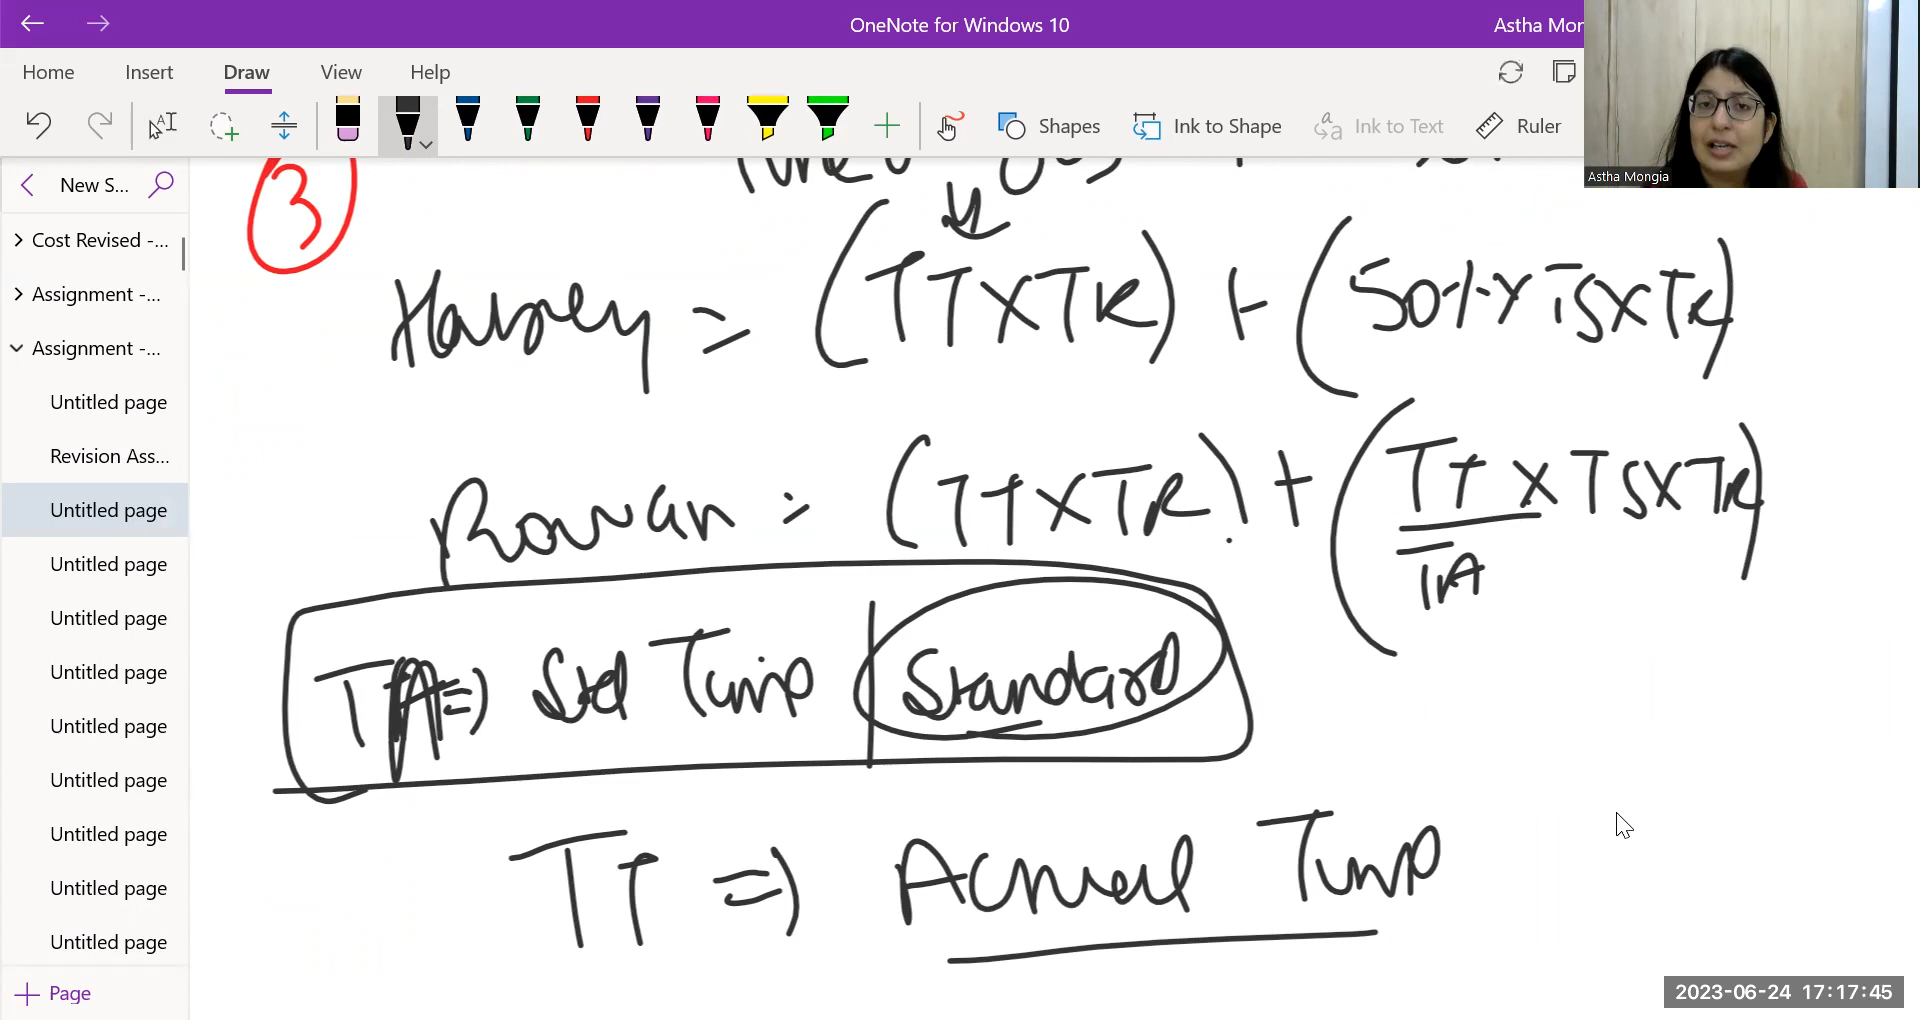 OneNote for Windows 10
Astha Mon
Home Insert Draw View Help
Shapes Ink to Shape Ink to Text Ruler
Astha Mongia
New S...
Cost Revised -...
Assignment -...
Assignment -...
Untitled page
Revision Ass...
Untitled page
Untitled page
Untitled page
Untitled page
Untitled page
Untitled page
Untitled page
Untitled page
Untitled page
Page
3
Halsey = (TT X TR) + (50% X TS X TR)
Rowan = (TT X TR) + (TT/TA X TS X TR)
TA => Std Time | Standard
TT => Actual Time
2023-06-24 17:17:45